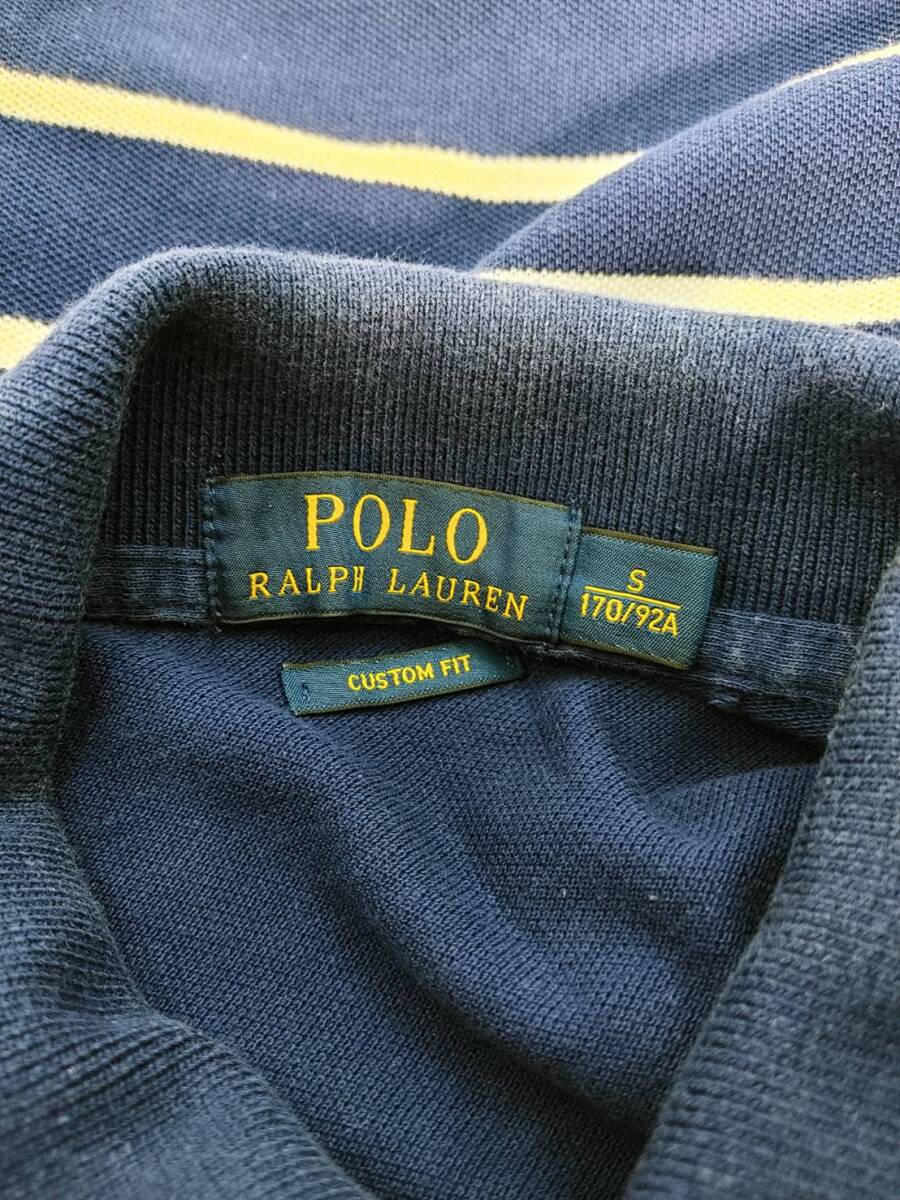 POLO
RALPH LAUREN
S
170/92A
CUSTOM FIT